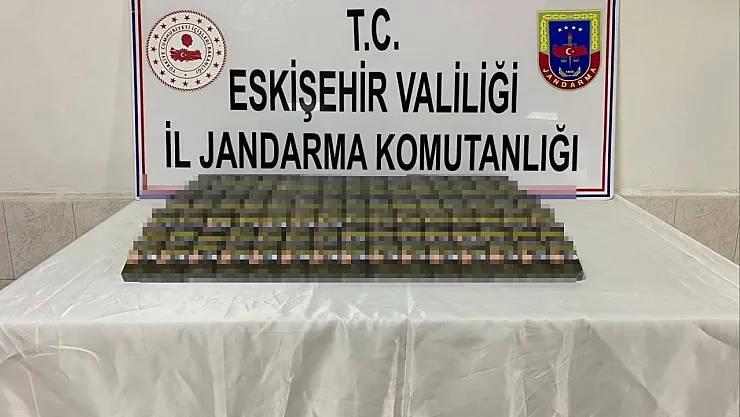 T.C.
ESKİŞEHİR VALİLİĞİ
İL JANDARMA KOMUTANLIĞI
JANDARMA